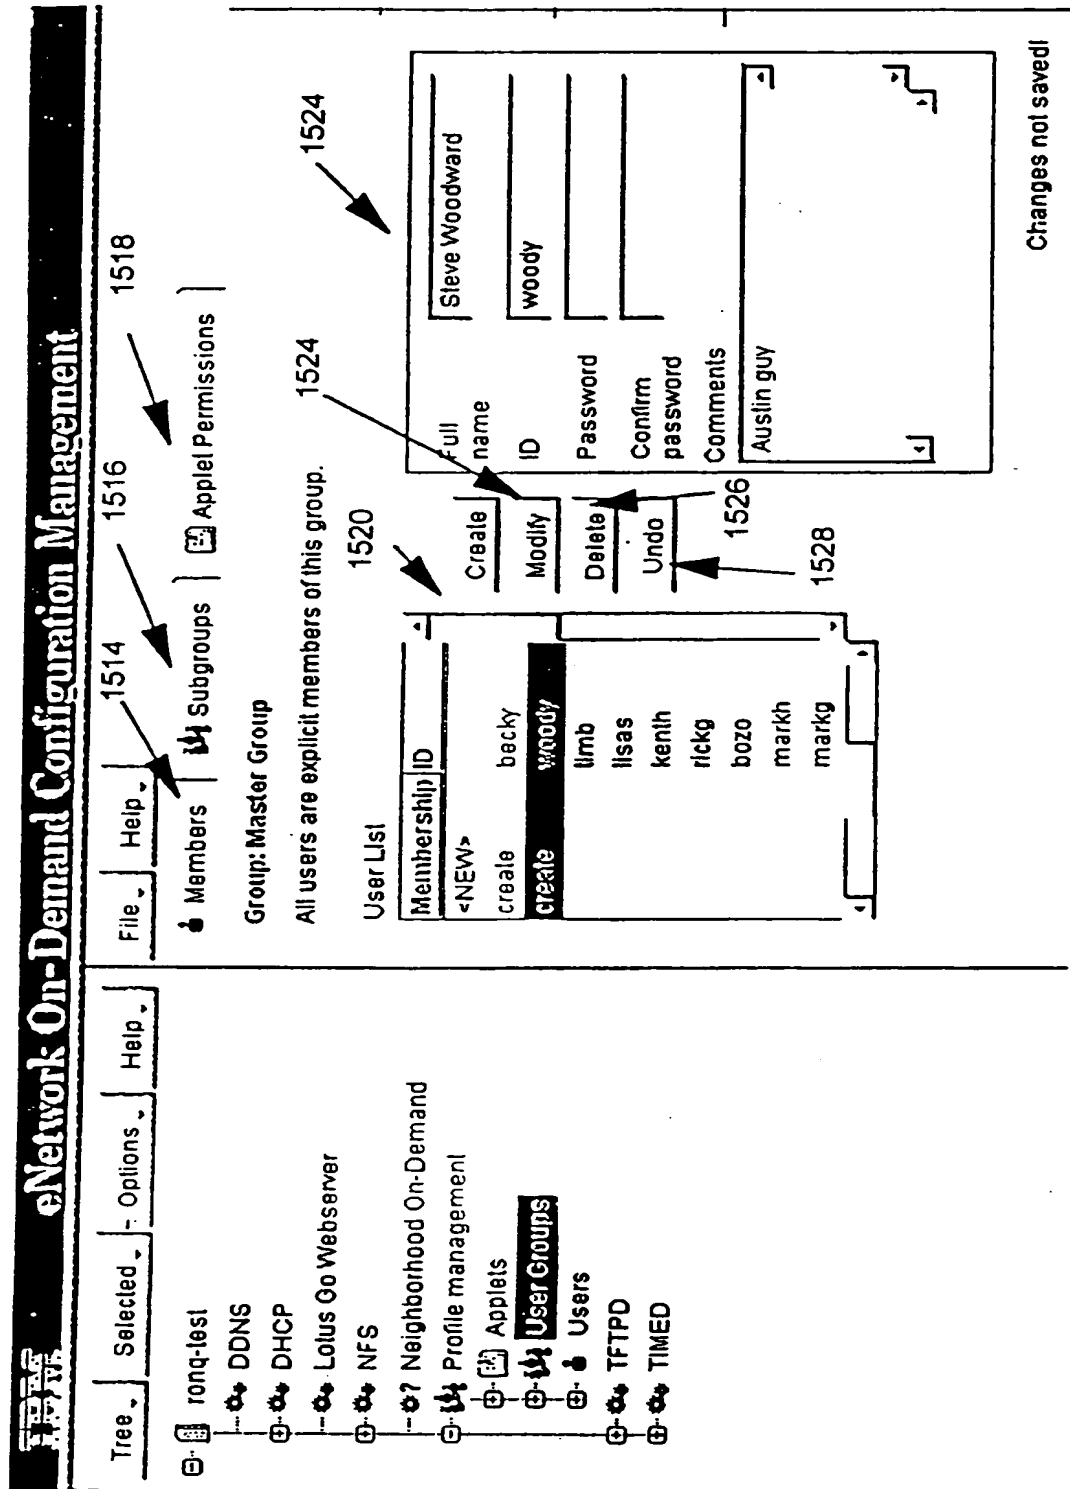 IBM eNetwork On-Demand Configuration Management
Tree Selected Options Help
ronq-test
DDNS
DHCP
Lotus Go Webserver
NFS
? Neighborhood On-Demand
Profile management
Applets
User Groups
Users
TFTPD
TIMED
File Help
1514
1516
1518
Members Subgroups Applet Permissions
Group: Master Group
All users are explicit members of this group.
1520
1524
1524
User List
Membership ID
<NEW>
create becky
create woody
timb
lisas
kenth
rickg
bozo
markh
markg
Create
Modify
Delete
Undo
1526
1528
Full name Steve Woodward
ID woody
Password
Confirm password
Comments
Austin guy
Changes not saved!